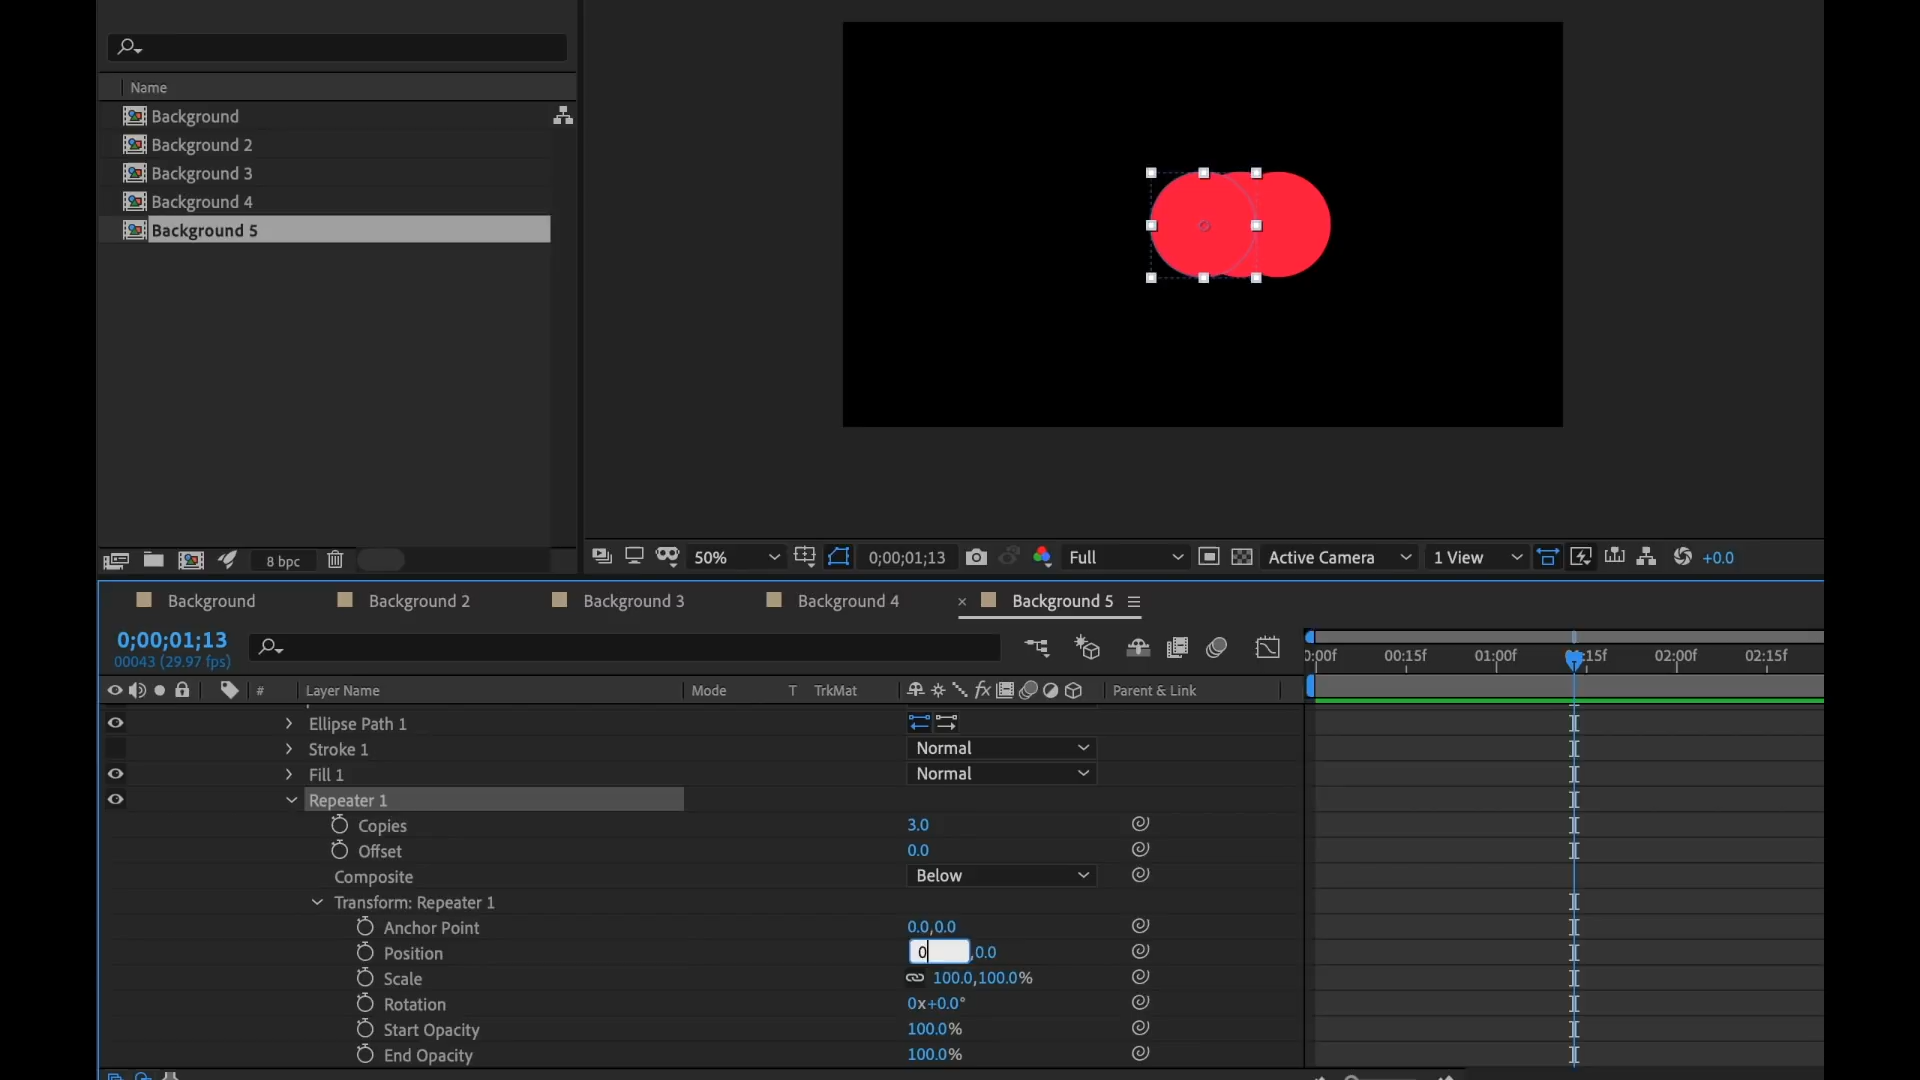 Name
Background
Background 2
Background 3
Background 4
Background 5
8 bpc
50%
0;00;01;13
Full
Active Camera
1 View
+0.0
Background
Background 2
Background 3
Background 4
× Background 5
0;00;01;13
00043 (29.97 fps)
:00f 00:15f 01:00f 15f 02:00f 02:15f
# Layer Name Mode T TrkMat fx Parent & Link
Ellipse Path 1
Stroke 1 Normal
Fill 1 Normal
Repeater 1
Copies 3.0
Offset 0.0
Composite Below
Transform: Repeater 1
Anchor Point 0.0,0.0
Position 0 ,0.0
Scale 100.0,100.0%
Rotation 0x+0.0°
Start Opacity 100.0%
End Opacity 100.0%